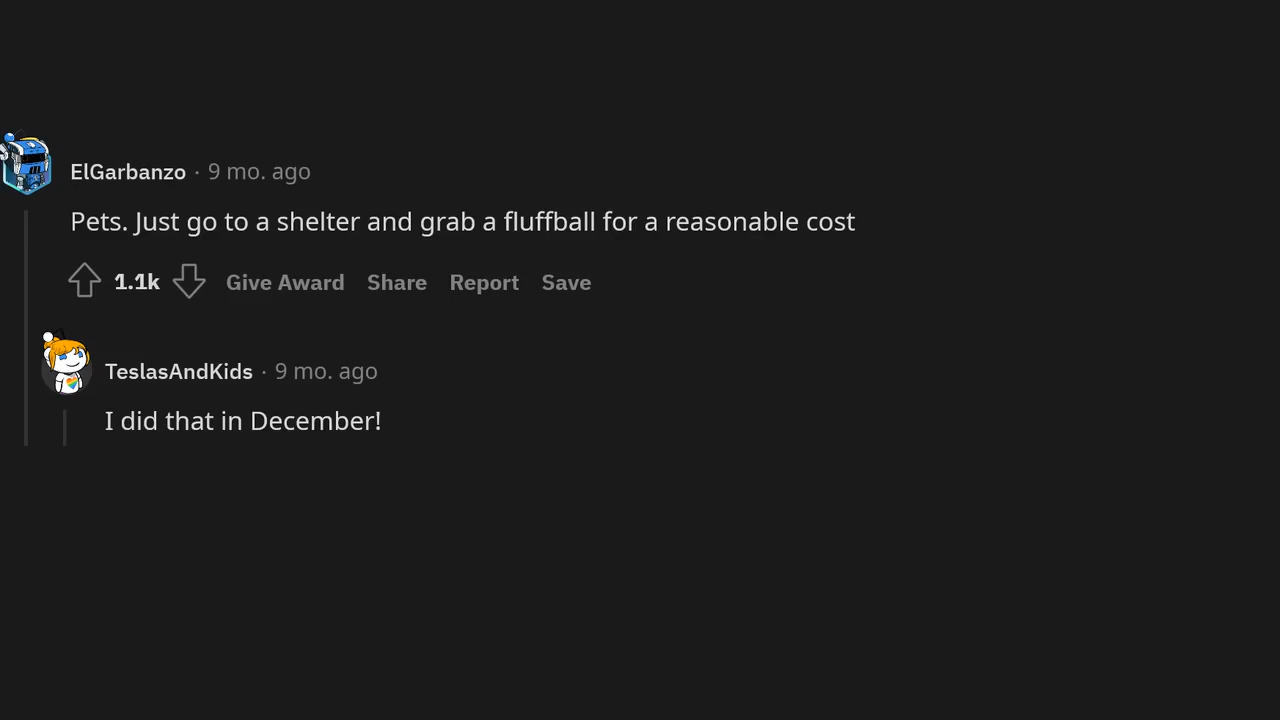 ElGarbanzo · 9 mo. ago
Pets. Just go to a shelter and grab a fluffball for a reasonable cost
1.1k Give Award Share Report Save
TeslasAndKids · 9 mo. ago
I did that in December!